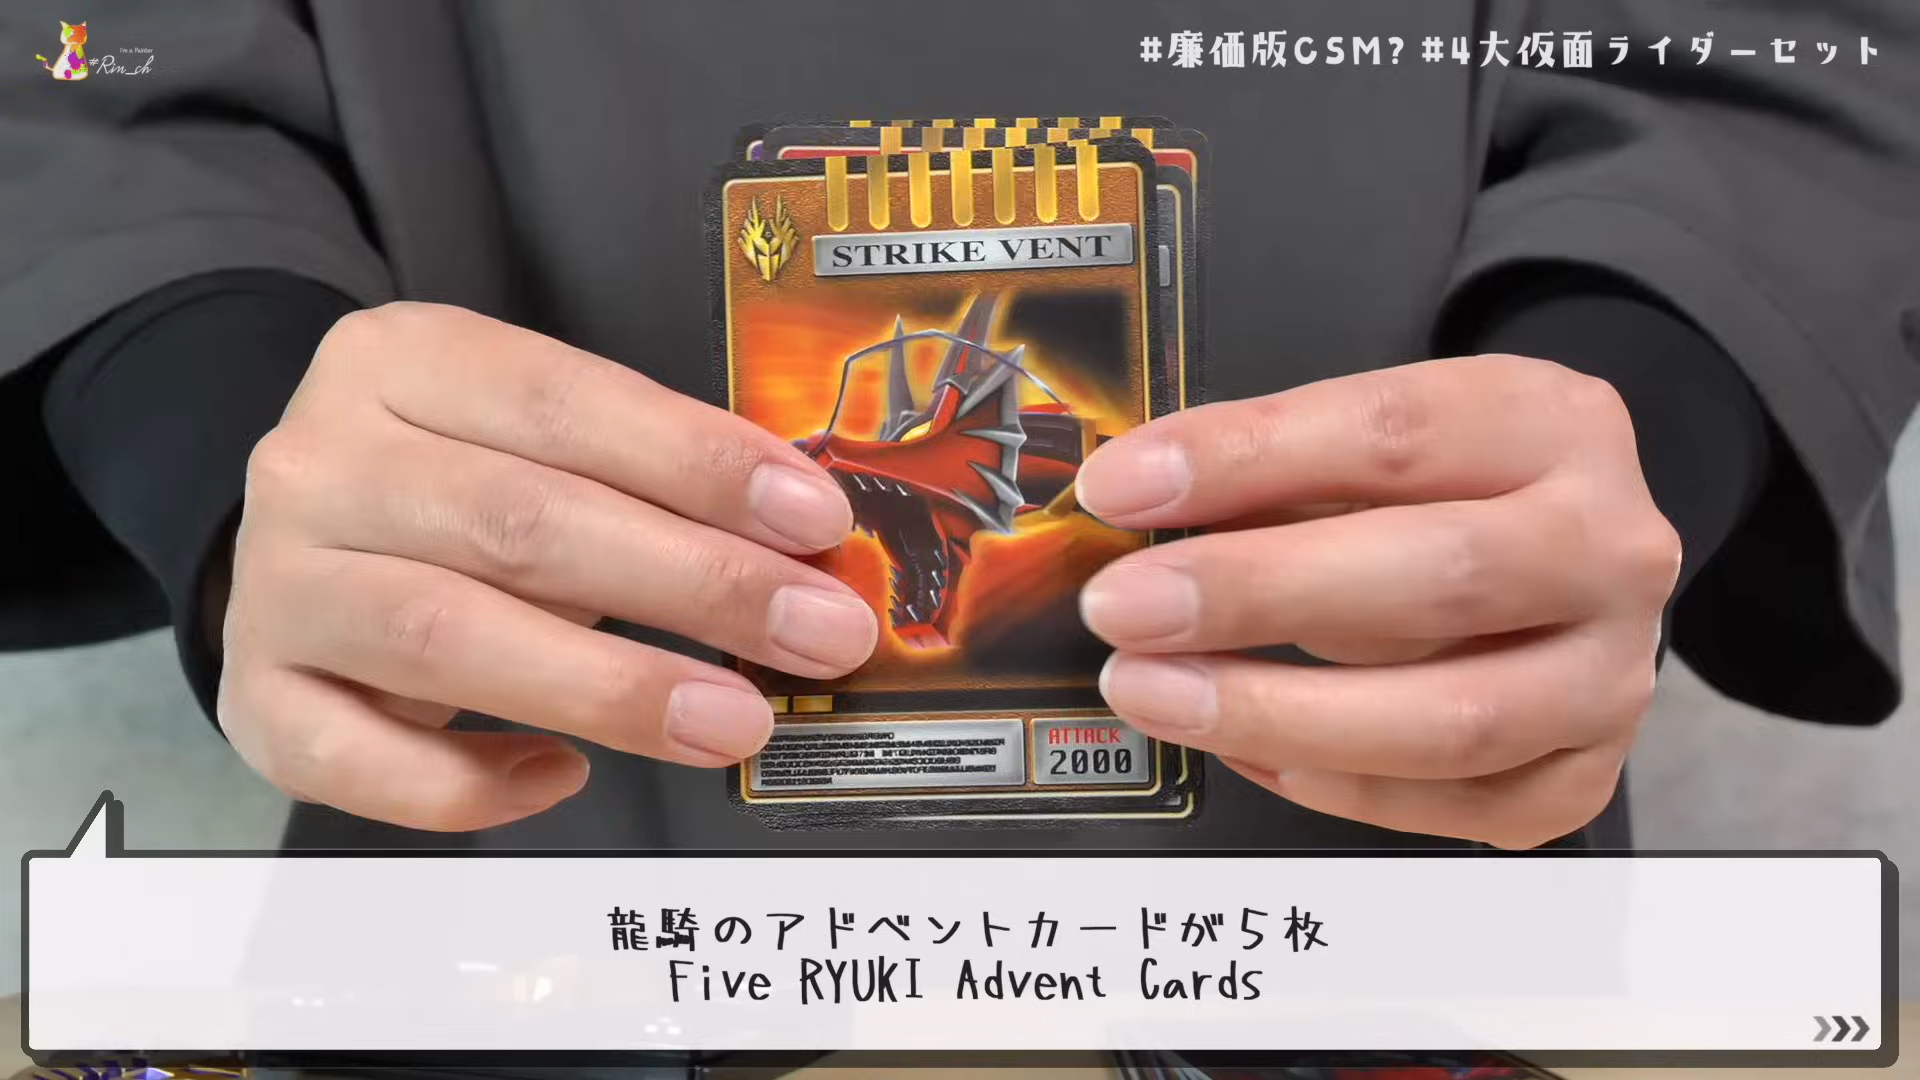 I'm a Painter
#Rin_ch
#廉価版CSM? #4大仮面ライダーセット
STRIKE VENT
ATTACK
2000
龍騎のアドベントカードが5枚
Five RYUKI Advent Cards